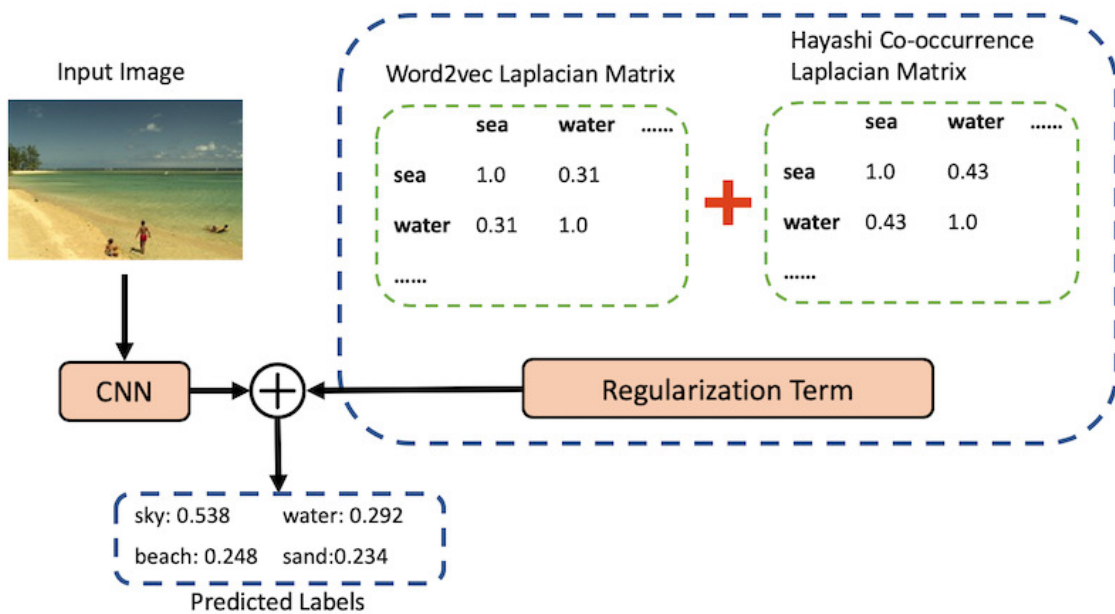 Input Image
Word2vec Laplacian Matrix
sea water ......
sea 1.0 0.31
water 0.31 1.0
......
Hayashi Co-occurrence
Laplacian Matrix
sea water ......
sea 1.0 0.43
water 0.43 1.0
......
CNN
Regularization Term
sky: 0.538 water: 0.292
beach: 0.248 sand:0.234
Predicted Labels